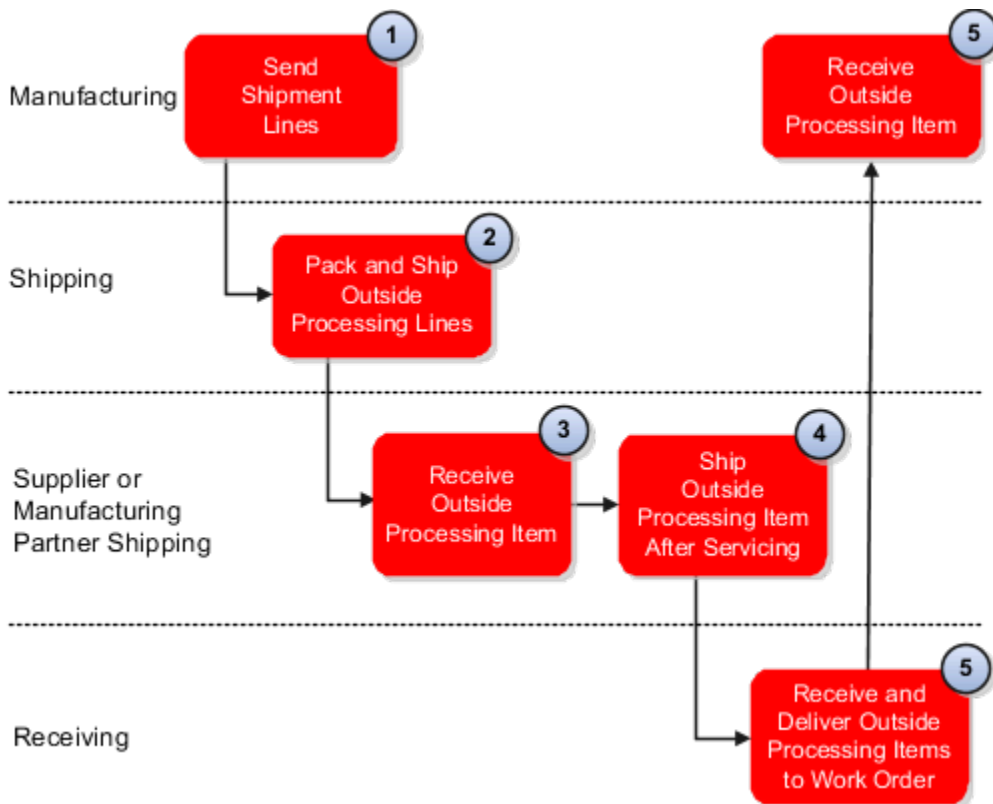 1
5
Manufacturing
Send
Shipment
Lines
Receive
Outside
Processing Item
Shipping
2
Pack and Ship
Outside
Processing Lines
Supplier or
Manufacturing
Partner Shipping
3
Receive
Outside
Processing Item
4
Ship
Outside
Processing Item
After Servicing
Receiving
5
Receive and
Deliver Outside
Processing Items
to Work Order